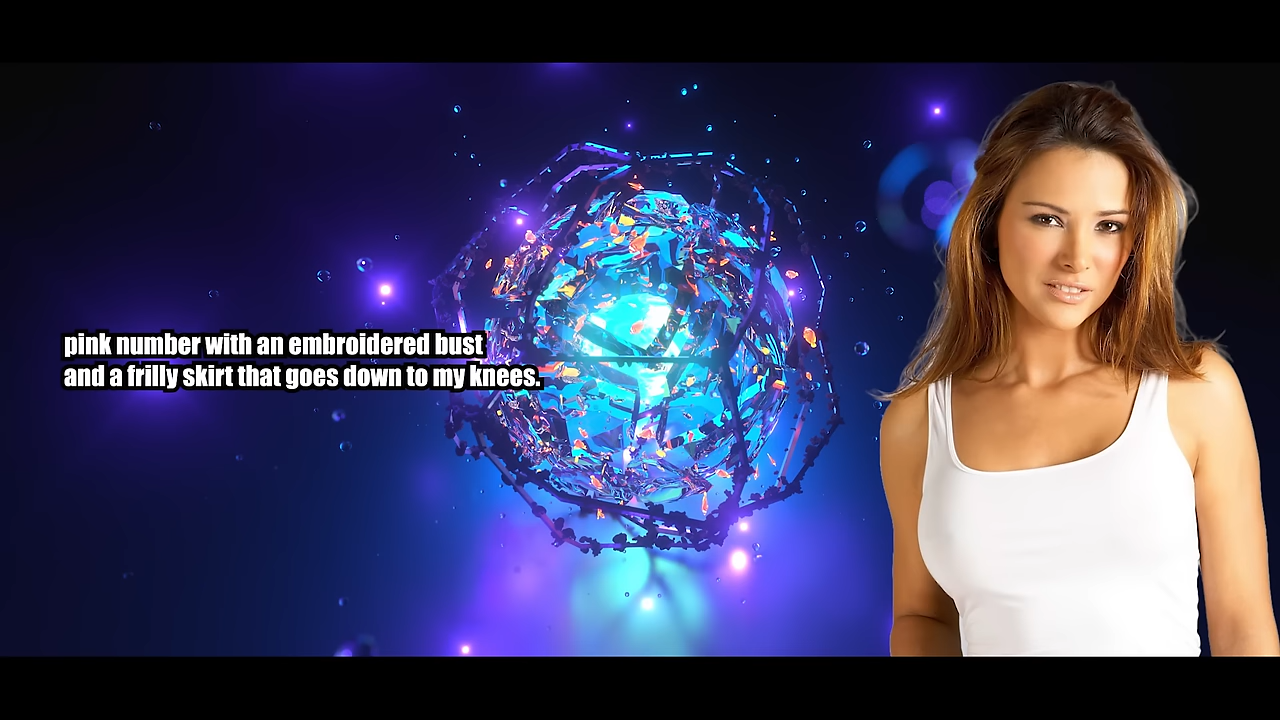 pink number with an embroidered bust
and a frilly skirt that goes down to my knees.